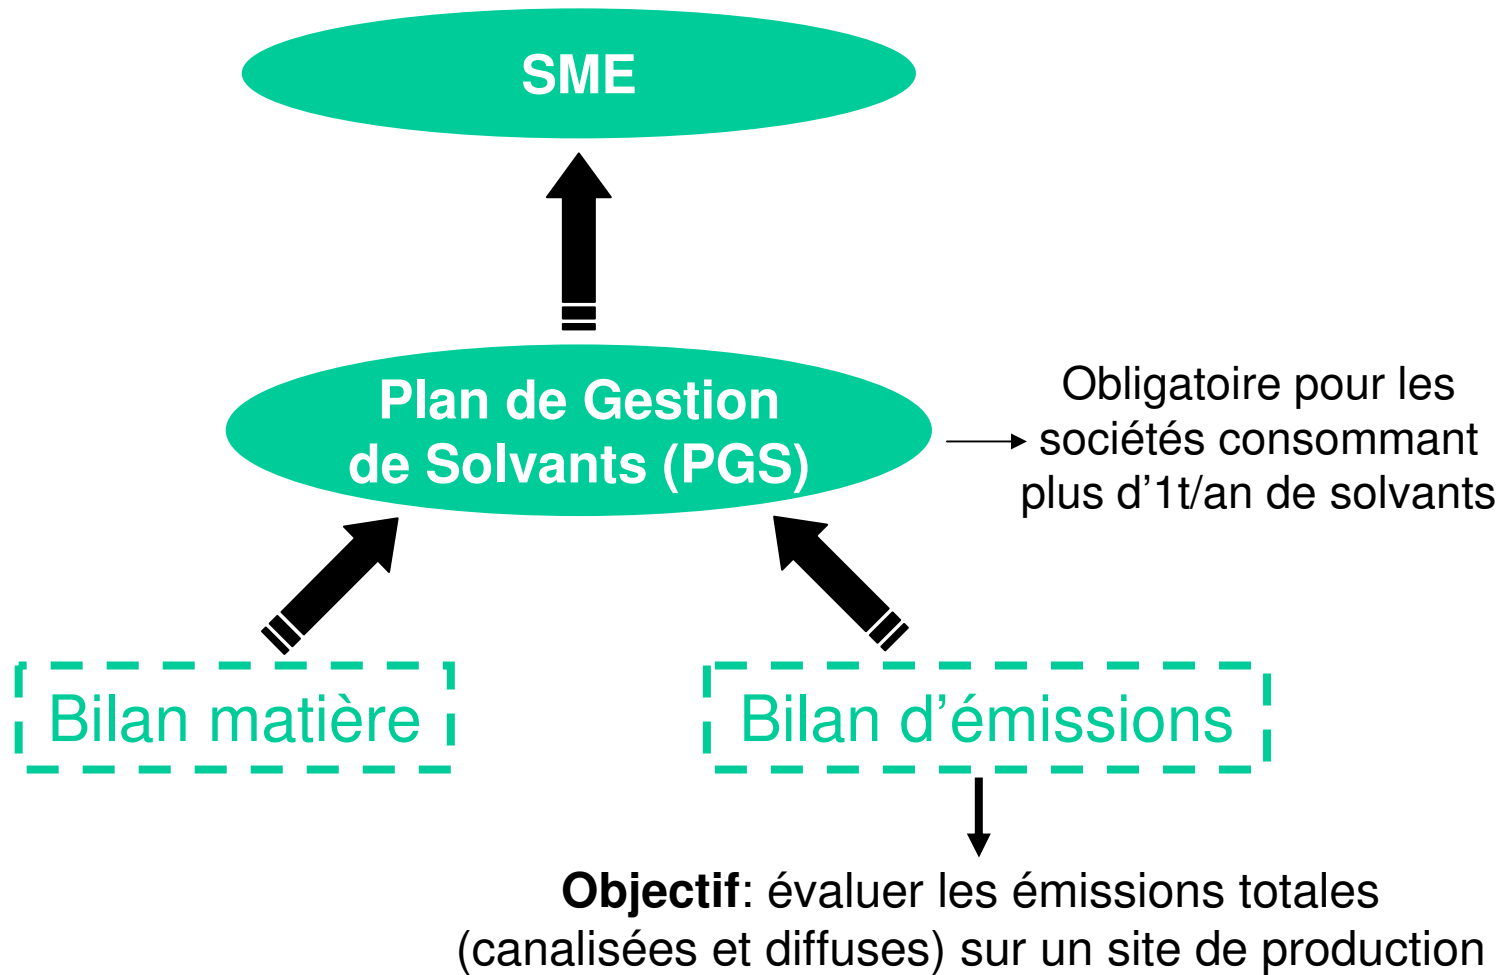 SME
Plan de Gestion
de Solvants (PGS)
Obligatoire pour les
sociétés consommant
plus d’1t/an de solvants
Bilan matière
Bilan d’émissions
Objectif: évaluer les émissions totales
(canalisées et diffuses) sur un site de production